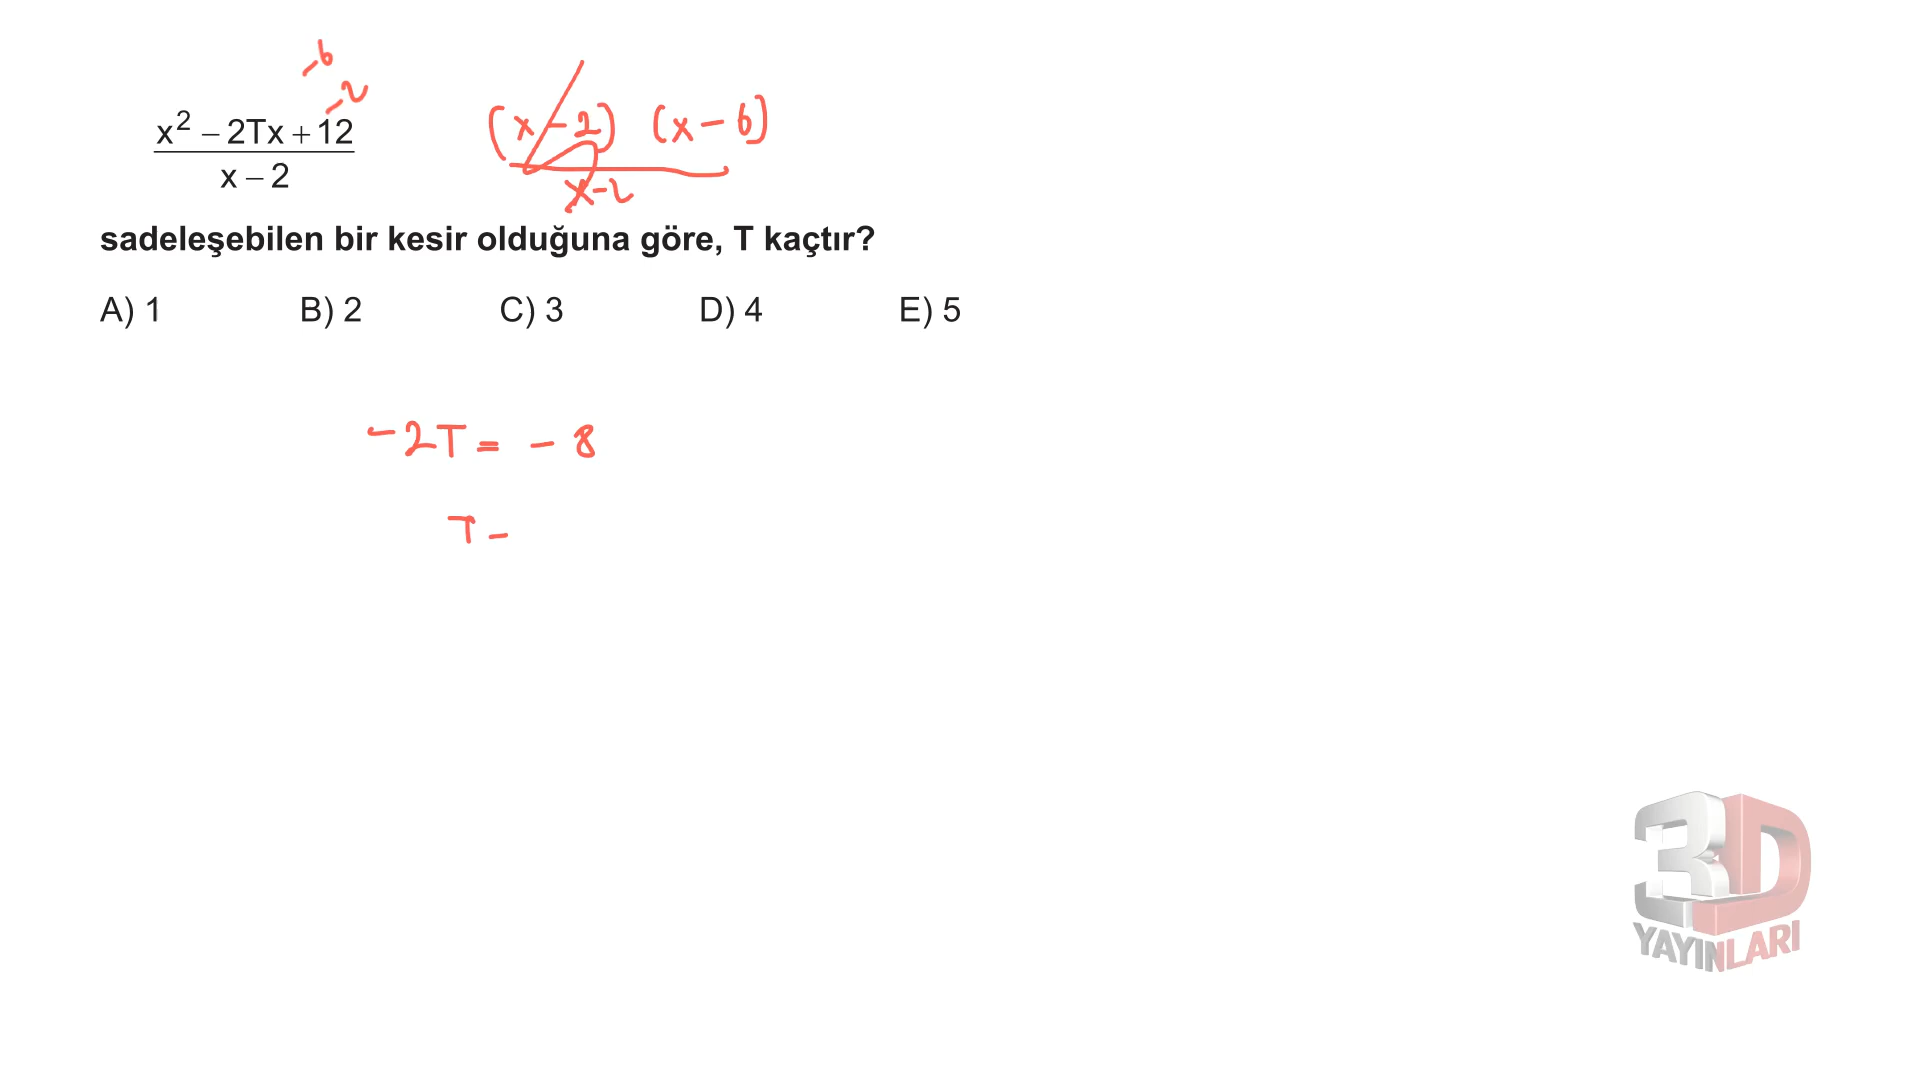 -6
-2
x² – 2Tx + 12
x – 2
(x - 2) (x - 6)
x-2
sadeleşebilen bir kesir olduğuna göre, T kaçtır?
A) 1 B) 2 C) 3 D) 4 E) 5
-2T = - 8
T -
3D
YAYINLARI